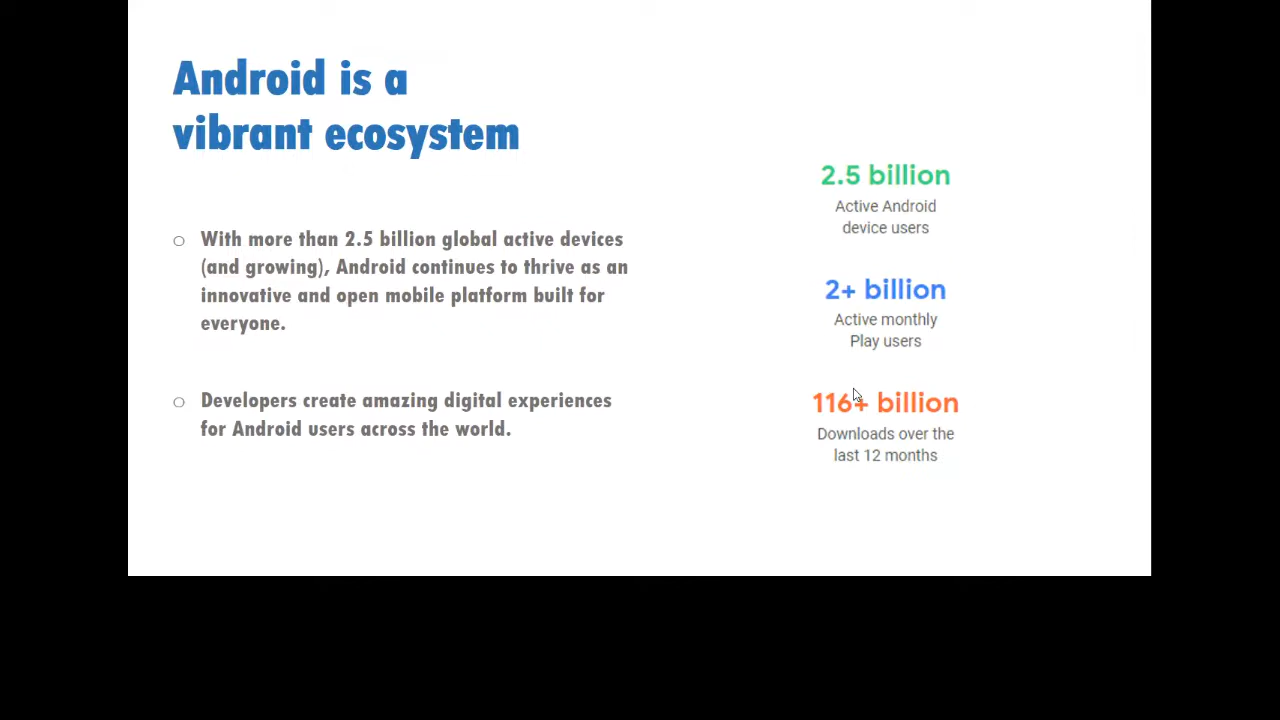 Android is a
vibrant ecosystem
With more than 2.5 billion global active devices
(and growing), Android continues to thrive as an
innovative and open mobile platform built for
everyone.
Developers create amazing digital experiences
for Android users across the world.
2.5 billion
Active Android
device users
2+ billion
Active monthly
Play users
116+ billion
Downloads over the
last 12 months